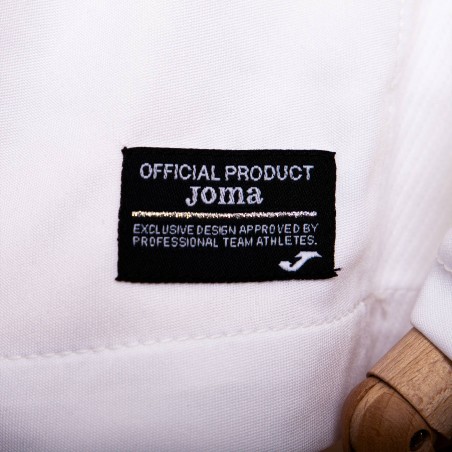 OFFICIAL PRODUCT
Joma
EXCLUSIVE DESIGN APPROVED BY
PROFESSIONAL TEAM ATHLETES.